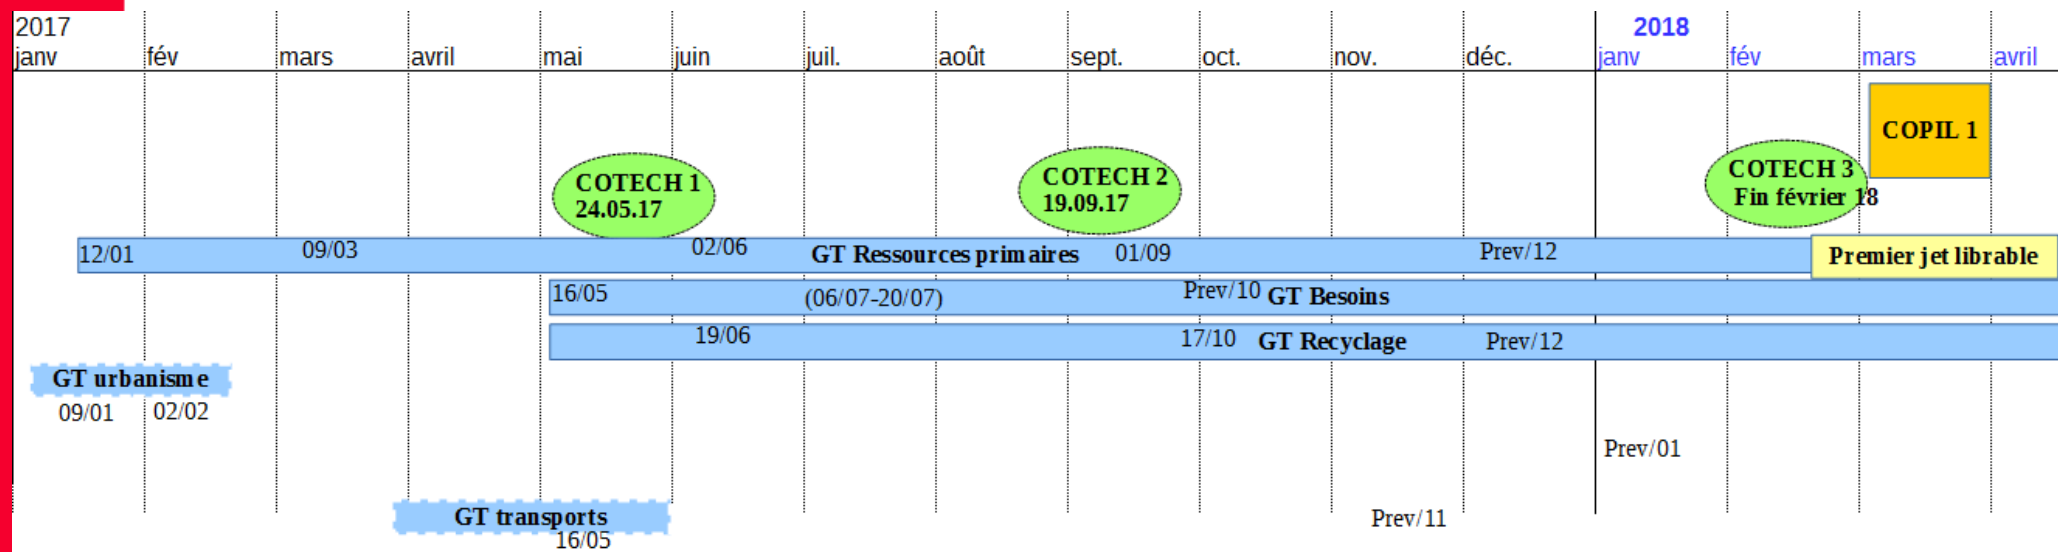 2017
2018
janv fév mars avril mai juin juil. août sept. oct. nov. déc. janv fév mars avril
COPIL 1
COTECH 1
24.05.17
COTECH 2
19.09.17
COTECH 3
Fin février 18
12/01 09/03 02/06 GT Ressources primaires 01/09 Prev/12 Premier jet librable
16/05 (06/07-20/07) Prev/10 GT Besoins
19/06 17/10 GT Recyclage Prev/12
GT urbanisme
09/01 02/02
Prev/01
GT transports Prev/11
16/05